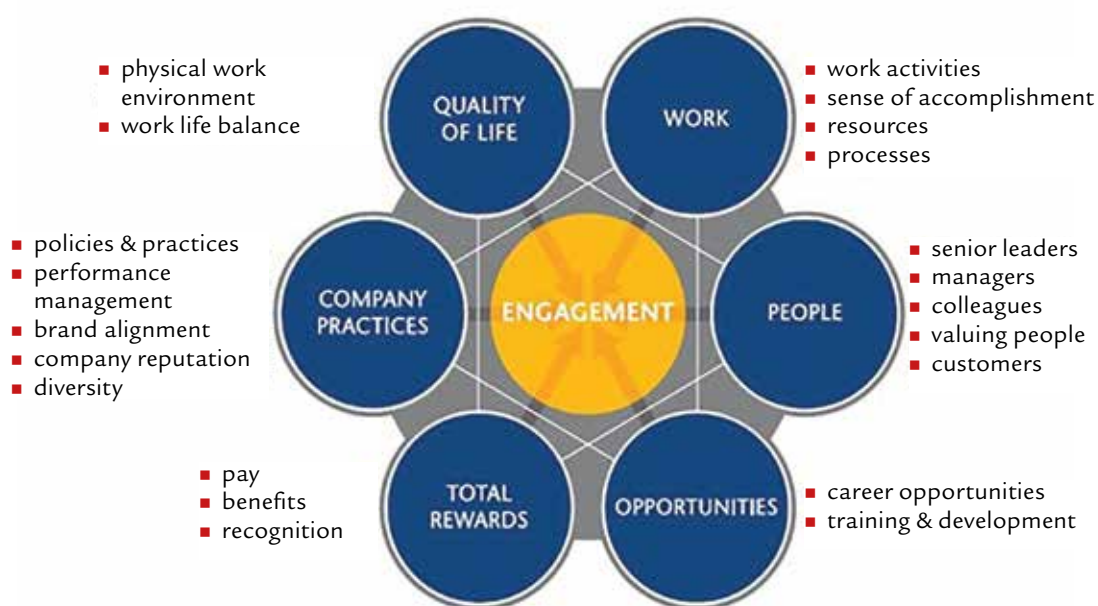 ■ physical work
environment
■ work life balance
QUALITY
OF LIFE
WORK
■ work activities
■ sense of accomplishment
■ resources
■ processes
■ policies & practices
■ performance
management
■ brand alignment
■ company reputation
■ diversity
COMPANY
PRACTICES
ENGAGEMENT
PEOPLE
■ senior leaders
■ managers
■ colleagues
■ valuing people
■ customers
■ pay
■ benefits
■ recognition
TOTAL
REWARDS
OPPORTUNITIES
■ career opportunities
■ training & development